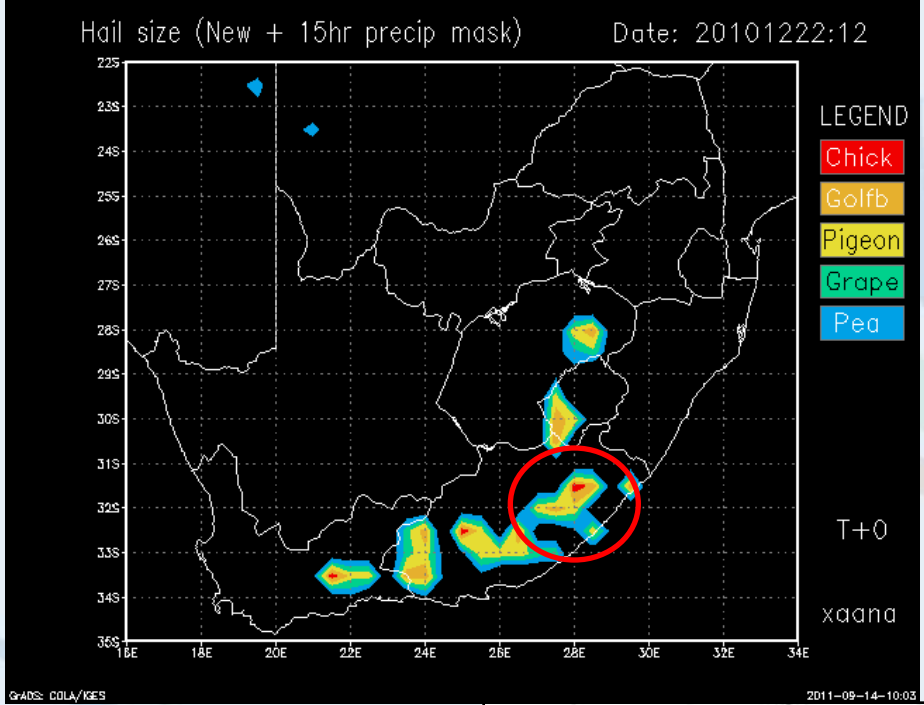 Hail size (New + 15hr precip mask) Date: 20101222:12
LEGEND
Chick
Golfb
Pigeon
Grape
Pea
22S
23S
24S
25S
26S
27S
28S
29S
30S
31S
32S
33S
34S
35S
16E 18E 20E 22E 24E 26E 28E 30E 32E 34E
T+0
xaana
GrADS: COLA/IGES 2011-09-14-10:03